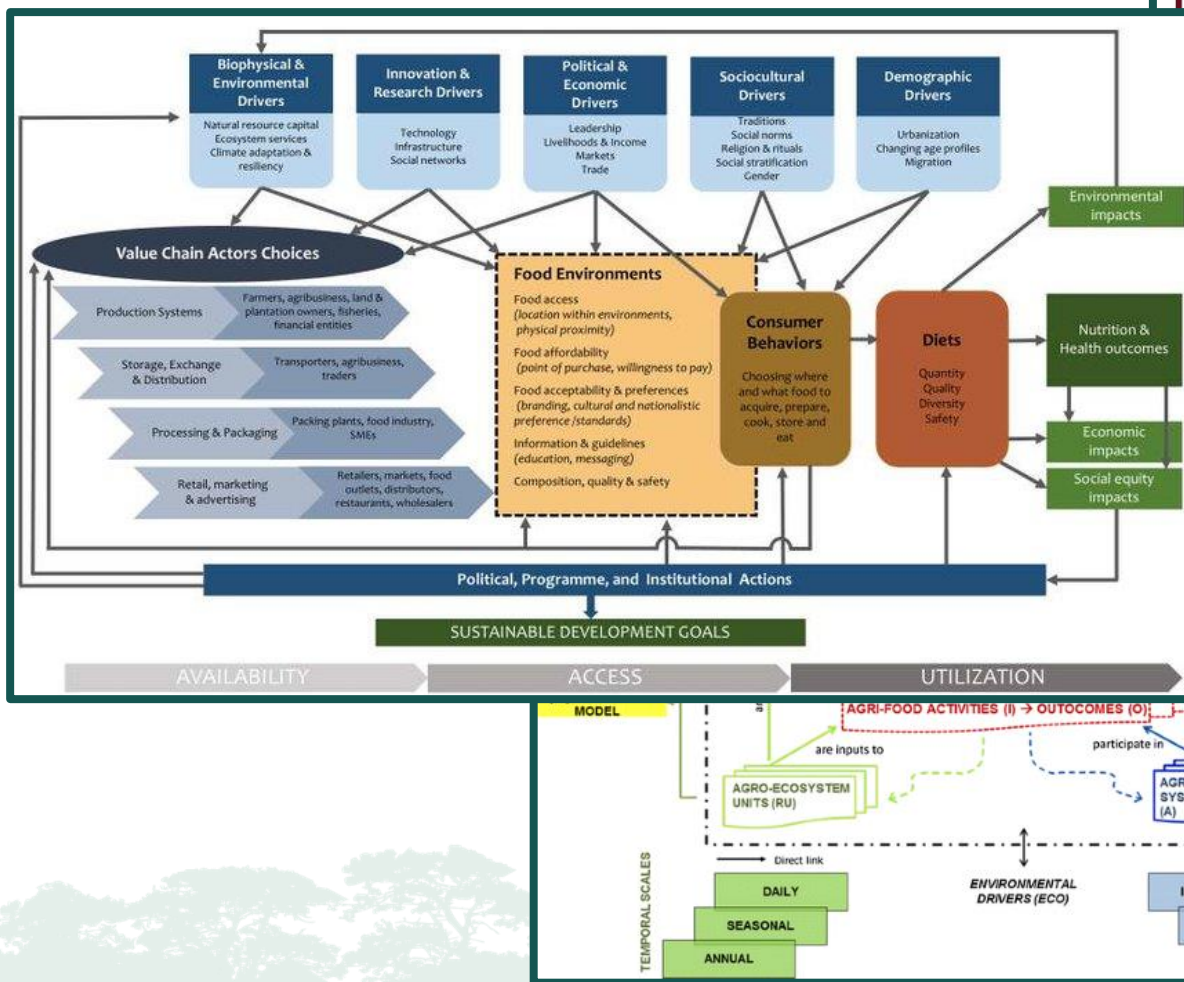 Biophysical &
Environmental
Drivers
Natural resource capital
Ecosystem services
Climate adaptation &
resiliency
Innovation &
Research Drivers
Technology
Infrastructure
Social networks
Political &
Economic
Drivers
Leadership
Livelihoods & Income
Markets
Trade
Sociocultural
Drivers
Traditions
Social norms
Religion & rituals
Social stratification
Gender
Demographic
Drivers
Urbanization
Changing age profiles
Migration
Environmental
impacts
Value Chain Actors Choices
Production Systems
Farmers, agribusiness, land &
plantation owners, fisheries,
financial entities
Storage, Exchange
& Distribution
Transporters, agribusiness,
traders
Processing & Packaging
Packing plants, food industry,
SMEs
Retail, marketing
& advertising
Retailers, markets, food
outlets, distributors,
restaurants, wholesalers
Food Environments
Food access
(location within environments,
physical proximity)
Food affordability
(point of purchase, willingness to pay)
Food acceptability & preferences
(branding, cultural and nationalistic
preference /standards)
Information & guidelines
(education, messaging)
Composition, quality & safety
Consumer
Behaviors
Choosing where
and what food to
acquire, prepare,
cook, store and
eat
Diets
Quantity
Quality
Diversity
Safety
Nutrition &
Health outcomes
Economic
impacts
Social equity
impacts
Political, Programme, and Institutional Actions
SUSTAINABLE DEVELOPMENT GOALS
AVAILABILITY
ACCESS
UTILIZATION
MODEL
AGRI-FOOD ACTIVITIES (I) → OUTOCOMES (O)
are inputs to
participate in
AGRO-ECOSYSTEM
UNITS (RU)
AGR
SYS
(A)
Direct link
TEMPORAL SCALES
DAILY
SEASONAL
ANNUAL
ENVIRONMENTAL
DRIVERS (ECO)